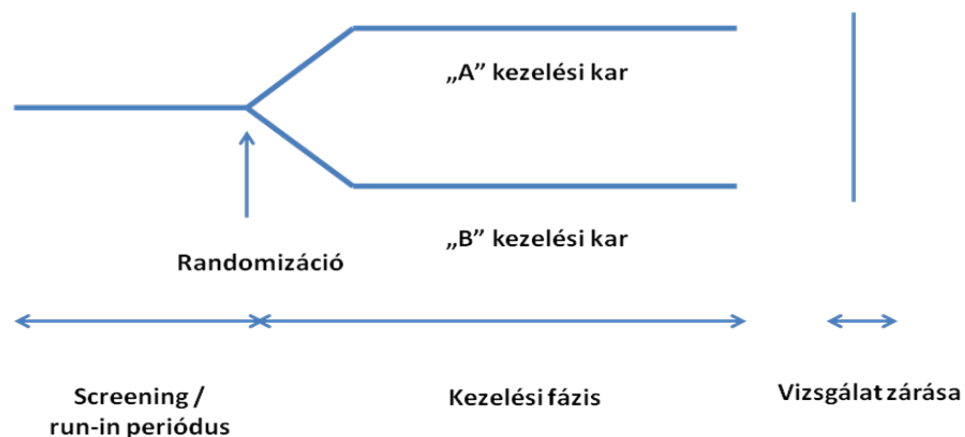 „A” kezelési kar
„B” kezelési kar
Randomizáció
Screening /
run-in periódus
Kezelési fázis
Vizsgálat zárása